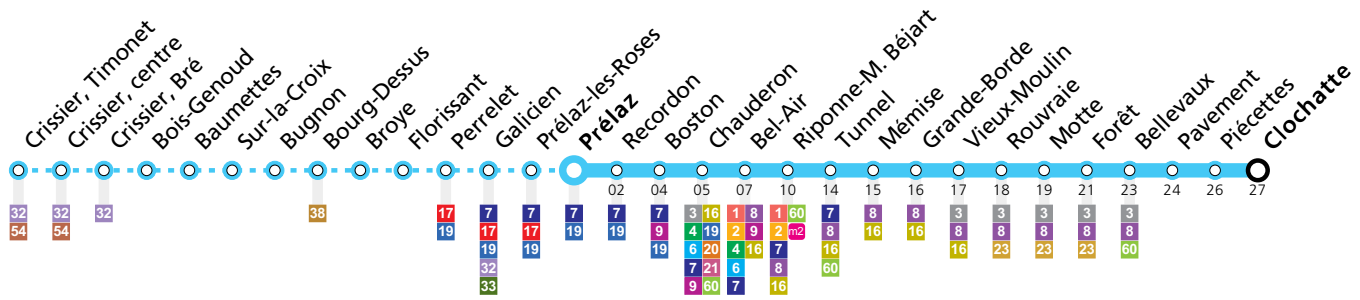 Crissier, Timonet
Crissier, centre
Crissier, Bré
Bois-Genoud
Baumettes
Sur-la-Croix
Bugnon
Bourg-Dessus
Broye
Florissant
Perrelet
Galicien
Prélaz-les-Roses
Prélaz
Recordon
Boston
Chauderon
Bel-Air
Riponne-M. Béjart
Tunnel
Mémise
Grande-Borde
Vieux-Moulin
Rouvraie
Motte
Forêt
Bellevaux
Pavement
Piécettes
Clochatte
02 04 05 07 10 14 15 16 17 18 19 21 23 24 26 27
32 32 32 38 17 7 7 7 7 7 3 16 1 8 1 60 7 8 8 3 3 3 3 3
54 54 19 17 17 19 19 9 4 19 2 9 2 m2 8 16 16 8 8 8 8 8
19 19 19 6 20 4 16 7 16 16 23 23 23 60
32 7 21 6 8 60
33 9 60 7 16